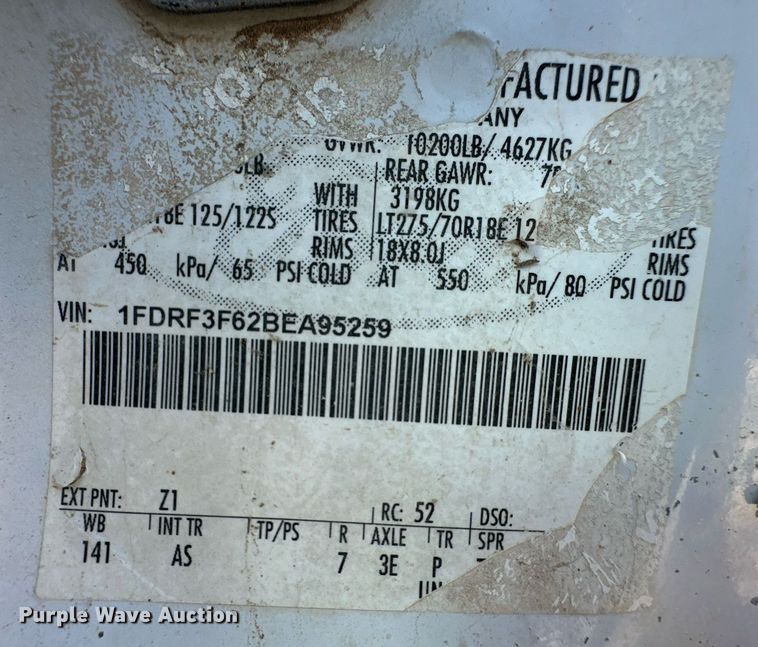 FACTURED
ANY
GVWR: 10200LB/ 4627KG
REAR GAWR:
WITH 3198KG
125/122S TIRES LT275/70R18E
TIRES
RIMS 18X8.0J RIMS
AT 450 kPa/ 65 PSI COLD AT 550 kPa/ 80 PSI COLD
VIN: 1FDRF3F62BEA95259
EXT PNT: Z1 RC: 52 DSO:
WB INT TR TP/PS R AXLE TR SPR
141 AS 7 3E P
Purple Wave Auction